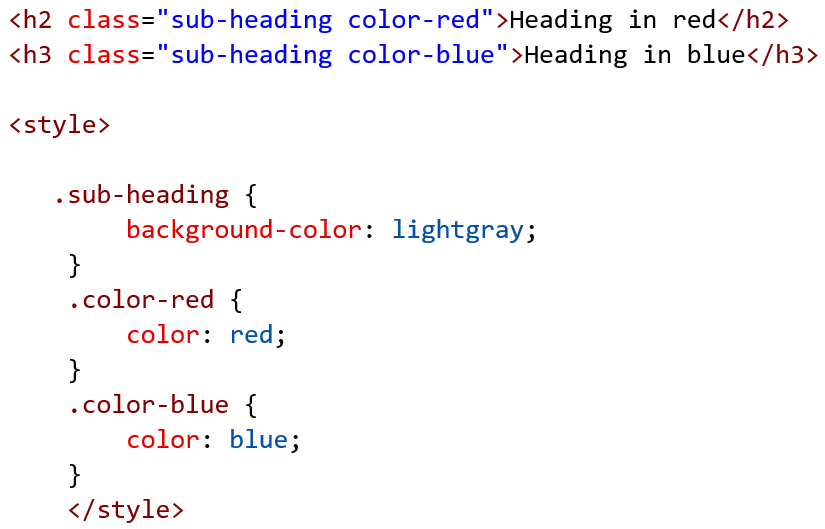 <h2 class="sub-heading color-red">Heading in red</h2>
<h3 class="sub-heading color-blue">Heading in blue</h3>
<style>
.sub-heading {
background-color: lightgray;
}
.color-red {
color: red;
}
.color-blue {
color: blue;
}
</style>